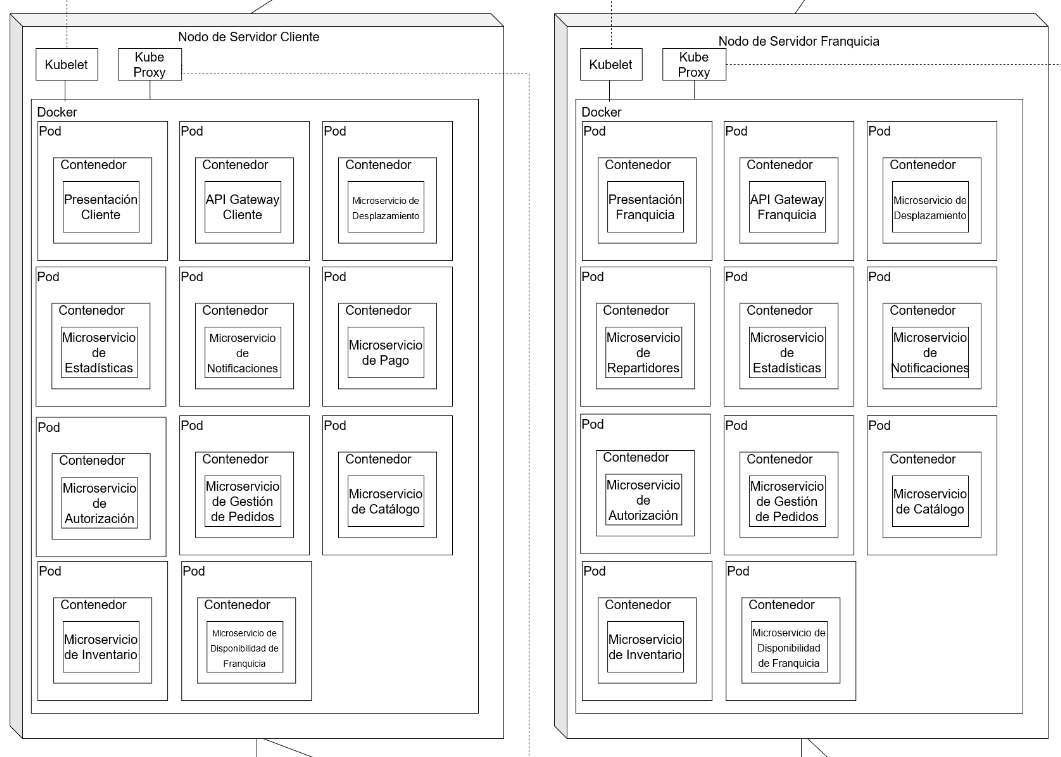 Nodo de Servidor Cliente
Kubelet
Kube
Proxy
Docker
Pod
Contenedor
Presentación
Cliente
Pod
Contenedor
API Gateway
Cliente
Pod
Contenedor
Microservicio de
Desplazamiento
Pod
Contenedor
Microservicio
de
Estadísticas
Pod
Contenedor
Microservicio
de
Notificaciones
Pod
Contenedor
Microservicio
de Pago
Pod
Contenedor
Microservicio
de
Autorización
Pod
Contenedor
Microservicio
de Gestión
de Pedidos
Pod
Contenedor
Microservicio
de Catálogo
Pod
Contenedor
Microservicio
de Inventario
Pod
Contenedor
Microservicio de
Disponibilidad de
Franquicia
Nodo de Servidor Franquicia
Kubelet
Kube
Proxy
Docker
Pod
Contenedor
Presentación
Franquicia
Pod
Contenedor
API Gateway
Franquicia
Pod
Contenedor
Microservicio de
Desplazamiento
Pod
Contenedor
Microservicio
de
Repartidores
Pod
Contenedor
Microservicio
de
Estadísticas
Pod
Contenedor
Microservicio
de
Notificaciones
Pod
Contenedor
Microservicio
de
Autorización
Pod
Contenedor
Microservicio
de Gestión
de Pedidos
Pod
Contenedor
Microservicio
de Catálogo
Pod
Contenedor
Microservicio
de Inventario
Pod
Contenedor
Microservicio de
Disponibilidad
de Franquicia